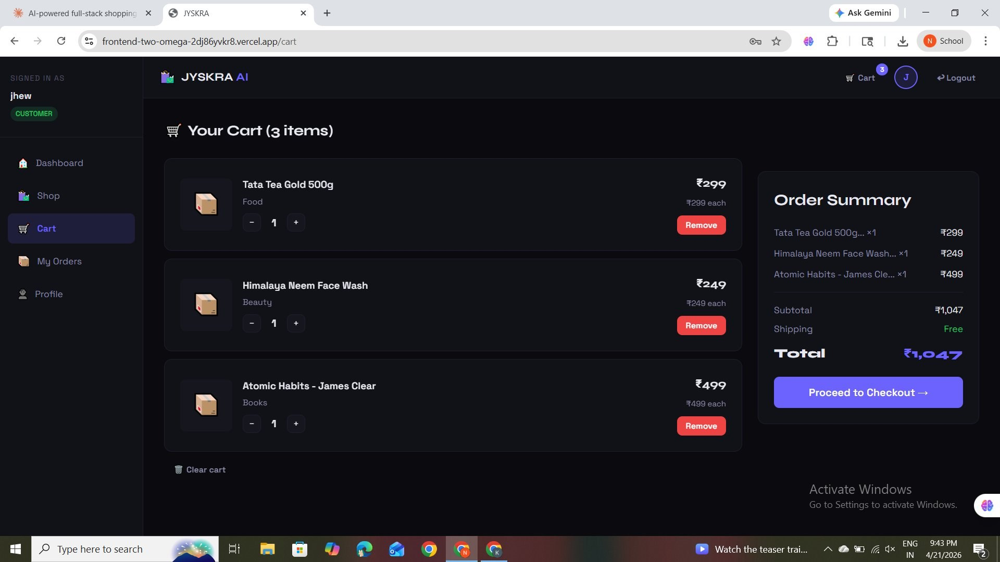 AI-powered full-stack shopping
JYSKRA
Ask Gemini
frontend-two-omega-2dj86yvkr8.vercel.app/cart
N School
SIGNED IN AS
jhew
CUSTOMER
Dashboard
Shop
Cart
My Orders
Profile
JYSKRA AI
Cart 3
J
Logout
Your Cart (3 items)
Tata Tea Gold 500g
Food
- 1 +
₹299
₹299 each
Remove
Himalaya Neem Face Wash
Beauty
- 1 +
₹249
₹249 each
Remove
Atomic Habits - James Clear
Books
- 1 +
₹499
₹499 each
Remove
Clear cart
Order Summary
Tata Tea Gold 500g... ×1 ₹299
Himalaya Neem Face Wash... ×1 ₹249
Atomic Habits - James Cle... ×1 ₹499
Subtotal ₹1,047
Shipping Free
Total ₹1,047
Proceed to Checkout →
Activate Windows
Go to Settings to activate Windows.
Type here to search
N
K
Watch the teaser trai...
ENG
IN
9:43 PM
4/21/2026
2